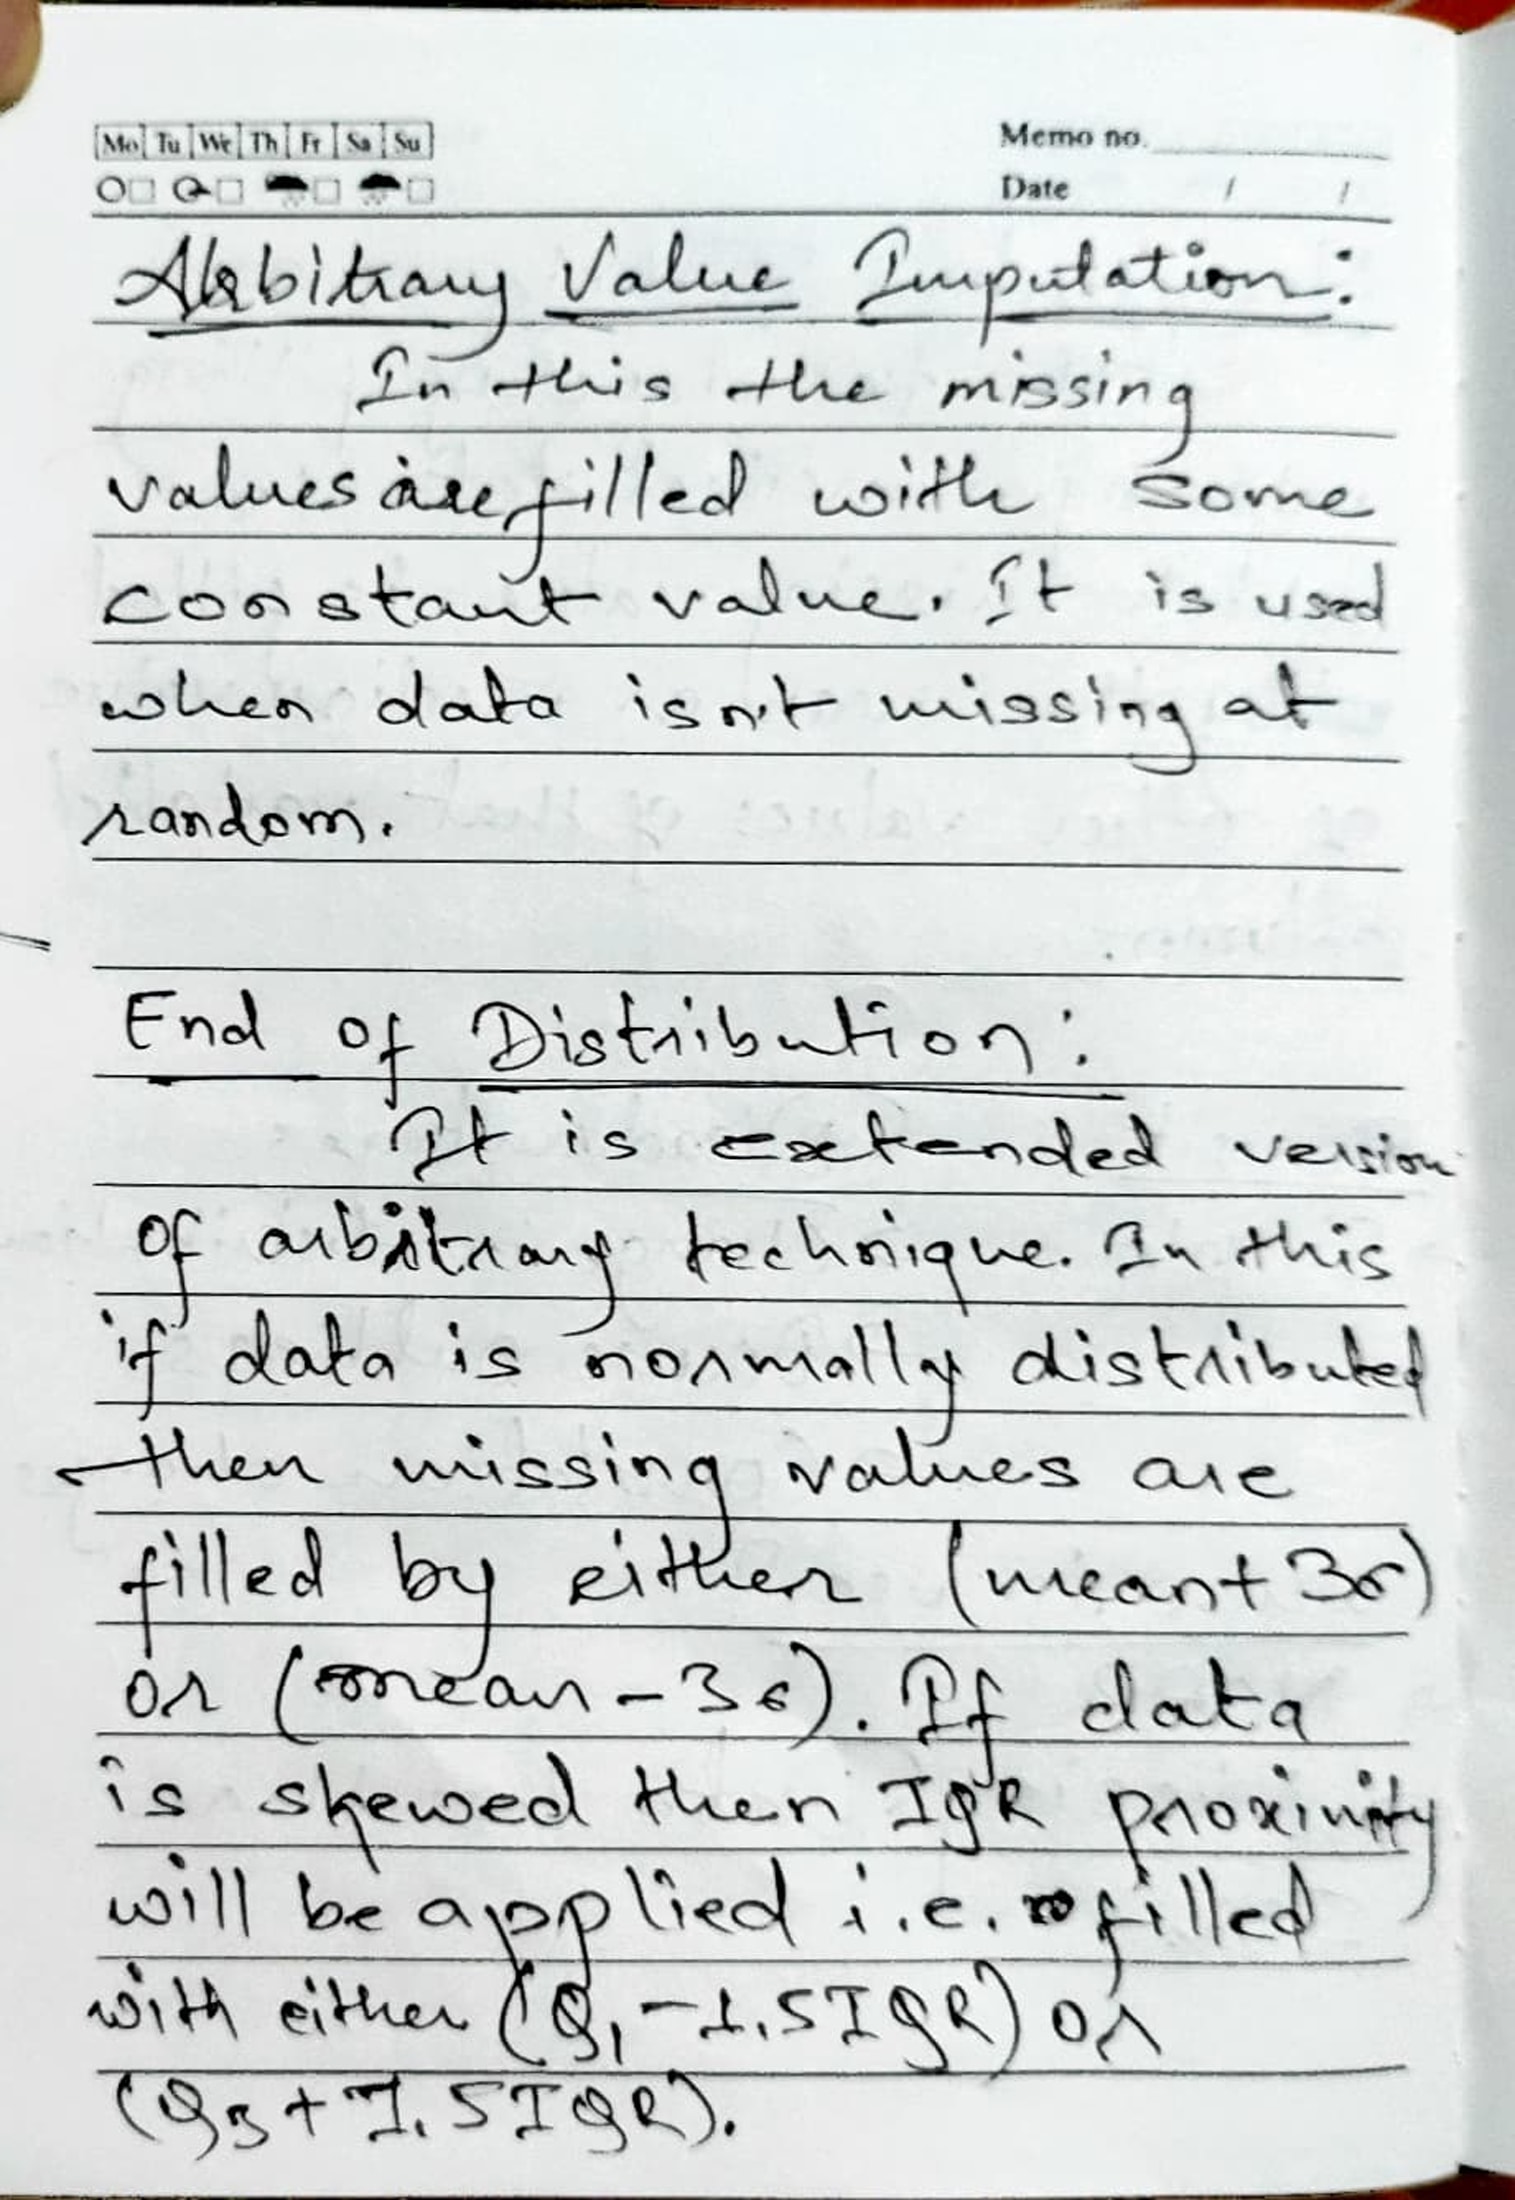 Mo Tu We Th Fr Sa Su
Memo no.
Date / /
Arbitrary Value Imputation:
In this the missing
values are filled with some
constant value. It is used
when data isn't missing at
random.
End of Distribution:
It is extended version
of arbitrary technique. In this
if data is normally distributed
then missing values are
filled by either (mean + 3σ)
or (mean - 3σ). If data
is skewed then IQR proximity
will be applied i.e. filled
with either (Q₁ - 1.5IQR) or
(Q₃ + 1.5IQR).